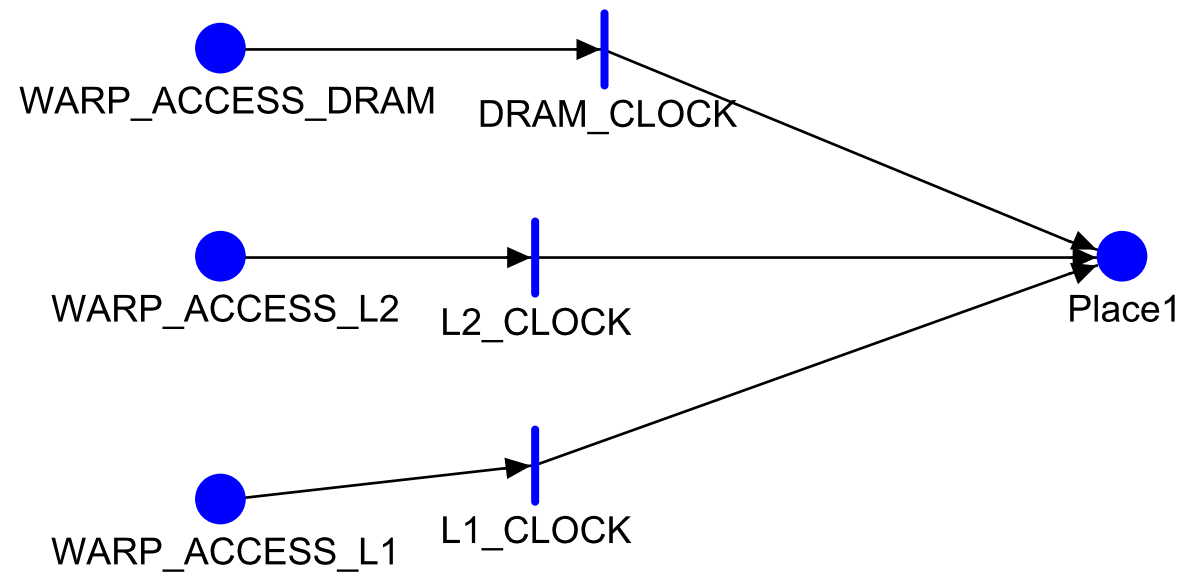 WARP_ACCESS_DRAM
DRAM_CLOCK
WARP_ACCESS_L2
L2_CLOCK
Place1
WARP_ACCESS_L1
L1_CLOCK